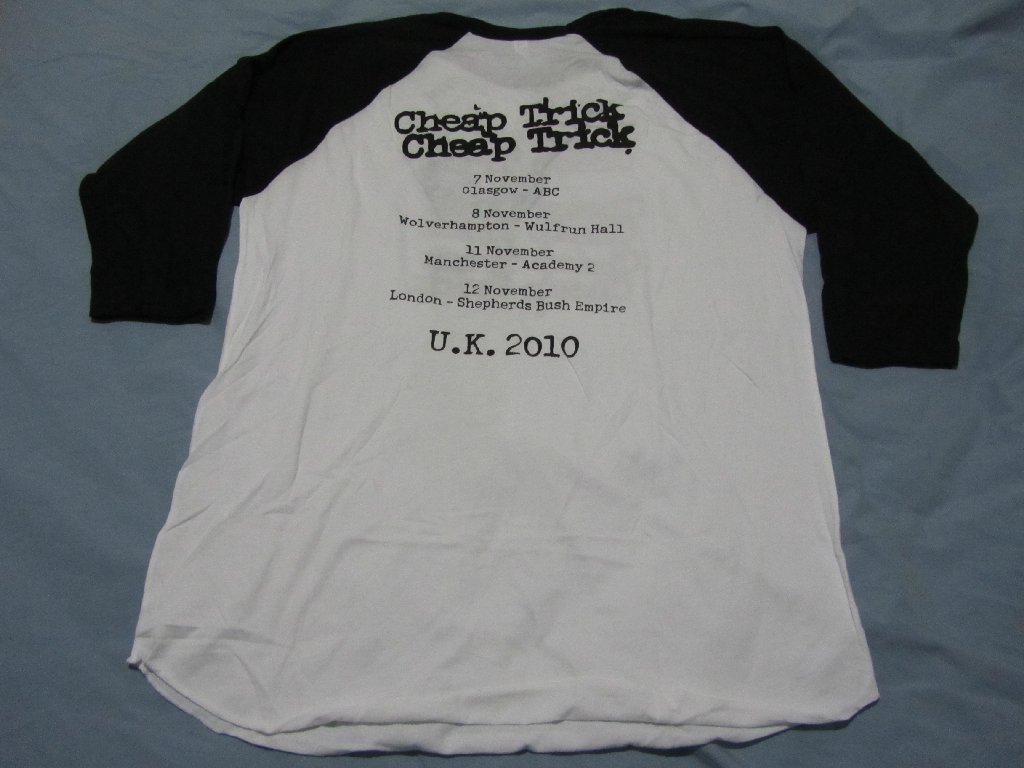 Cheap Trick
Cheap Trick
7 November
Glasgow - ABC
8 November
Wolverhampton - Wulfrun Hall
11 November
Manchester - Academy 2
12 November
London - Shepherds Bush Empire
U.K. 2010